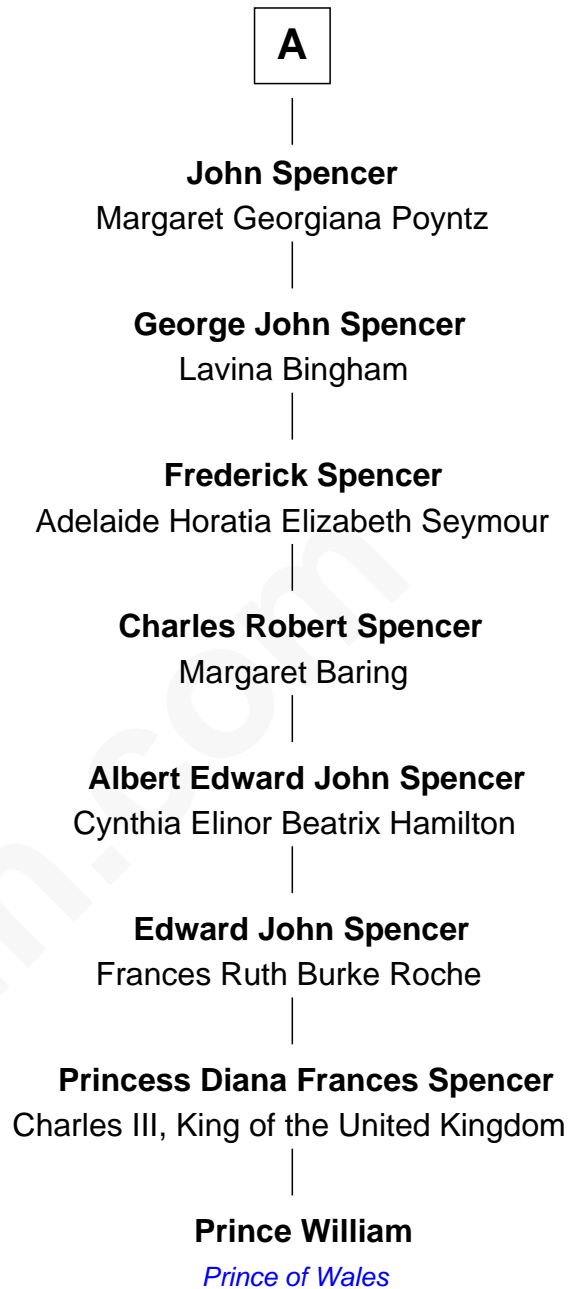 A
John Spencer
Margaret Georgiana Poyntz
George John Spencer
Lavina Bingham
Frederick Spencer
Adelaide Horatia Elizabeth Seymour
Charles Robert Spencer
Margaret Baring
Albert Edward John Spencer
Cynthia Elinor Beatrix Hamilton
Edward John Spencer
Frances Ruth Burke Roche
Princess Diana Frances Spencer
Charles III, King of the United Kingdom
Prince William
Prince of Wales